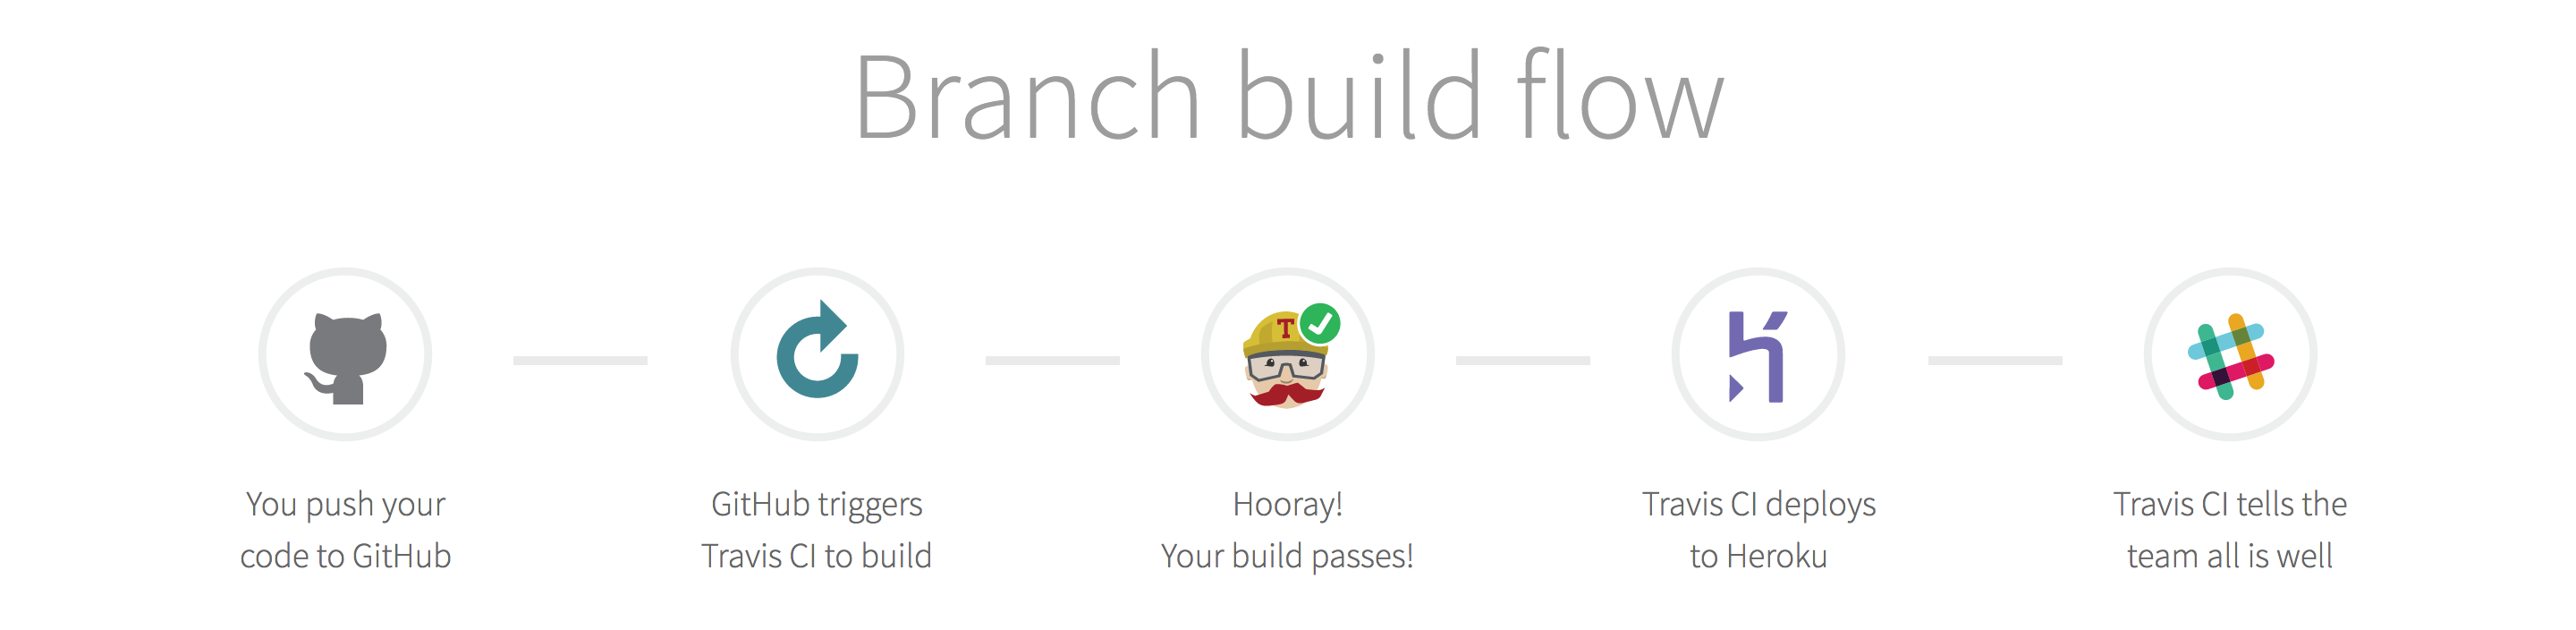 Branch build flow
T
You push your
code to GitHub
GitHub triggers
Travis CI to build
Hooray!
Your build passes!
Travis CI deploys
to Heroku
Travis CI tells the
team all is well